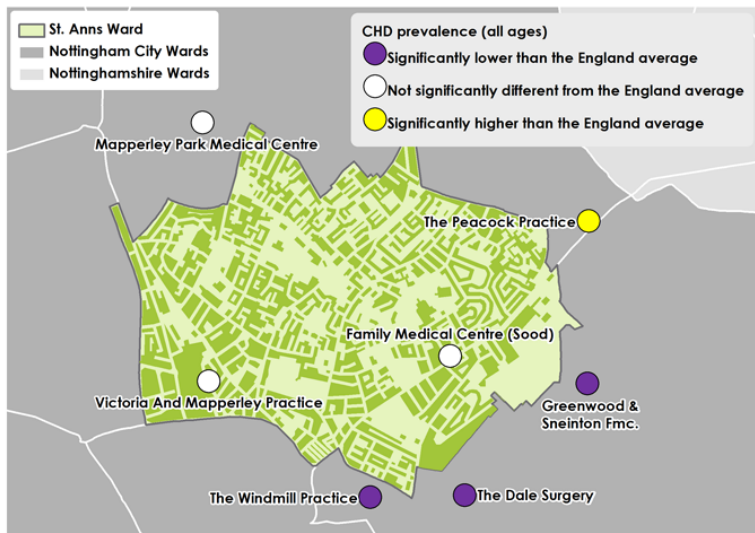 St. Anns Ward
Nottingham City Wards
Nottinghamshire Wards
CHD prevalence (all ages)
Significantly lower than the England average
Not significantly different from the England average
Significantly higher than the England average
Mapperley Park Medical Centre
The Peacock Practice
Family Medical Centre (Sood)
Victoria And Mapperley Practice
Greenwood &
Sneinton Fmc.
The Windmill Practice
The Dale Surgery